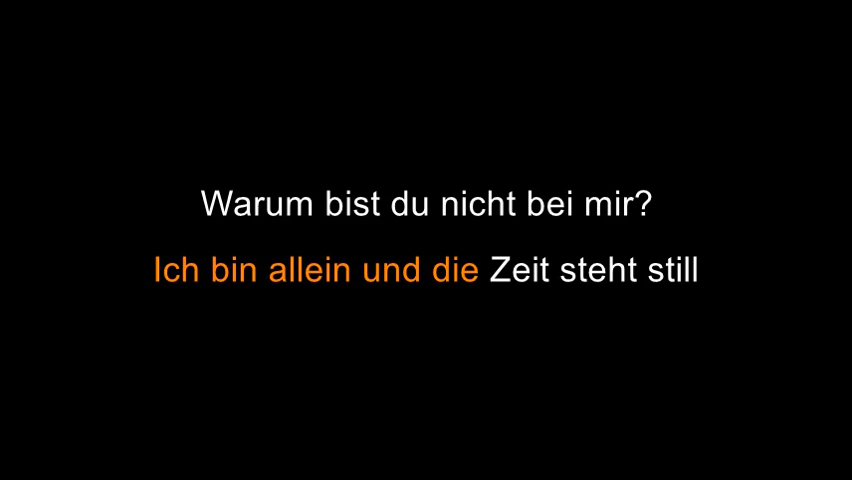 Warum bist du nicht bei mir?
Ich bin allein und die Zeit steht still